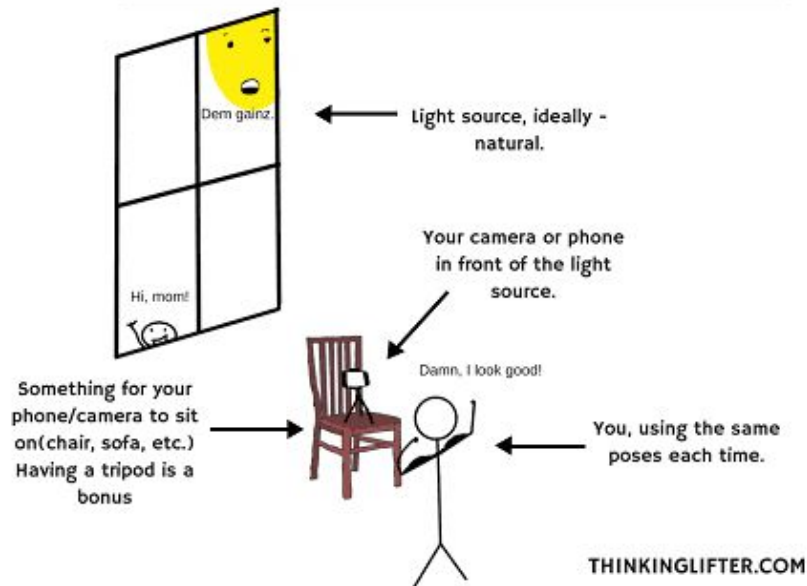 Dem gainz.
Light source, ideally -
natural.
Your camera or phone
in front of the light
source.
Hi, mom!
Damn, I look good!
Something for your
phone/camera to sit
on(chair, sofa, etc.)
Having a tripod is a
bonus
You, using the same
poses each time.
THINKINGLIFTER.COM